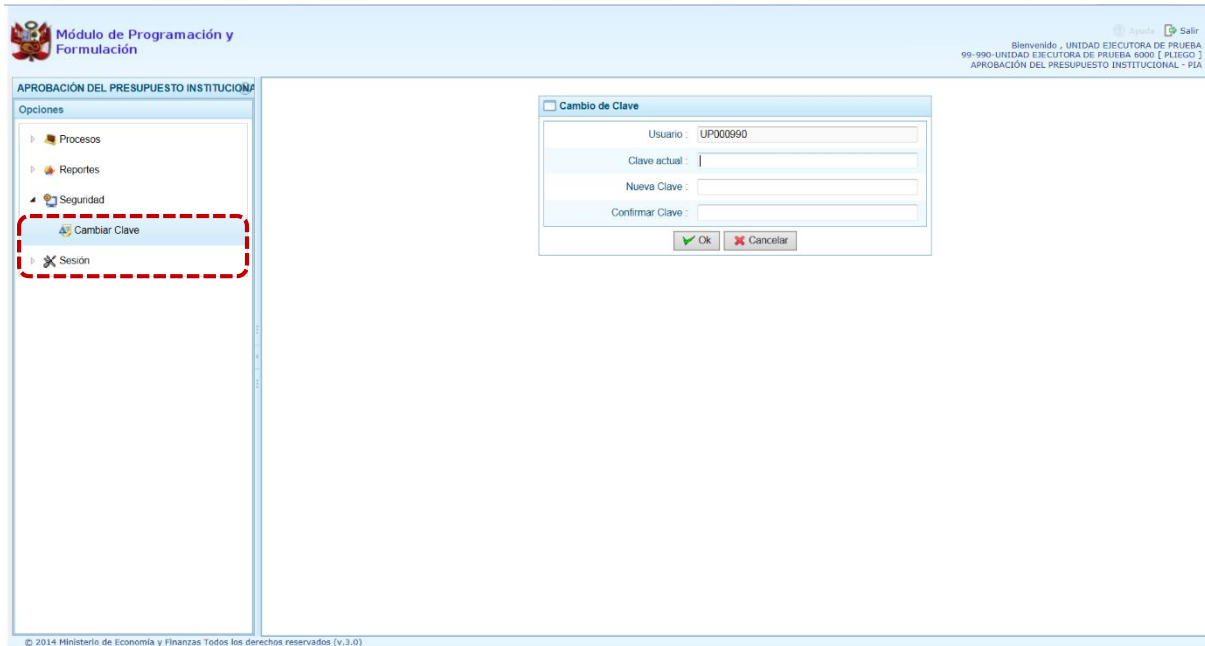 Módulo de Programación y
Formulación
Ayuda Salir
Bienvenido , UNIDAD EJECUTORA DE PRUEBA
99-990-UNIDAD EJECUTORA DE PRUEBA 6000 [ PLIEGO ]
APROBACIÓN DEL PRESUPUESTO INSTITUCIONAL - PIA
APROBACIÓN DEL PRESUPUESTO INSTITUCIONA
Opciones
Procesos
Reportes
Seguridad
Cambiar Clave
Sesión
Cambio de Clave
Usuario : UP000990
Clave actual :
Nueva Clave :
Confirmar Clave :
Ok Cancelar
© 2014 Ministerio de Economía y Finanzas Todos los derechos reservados (v.3.0)